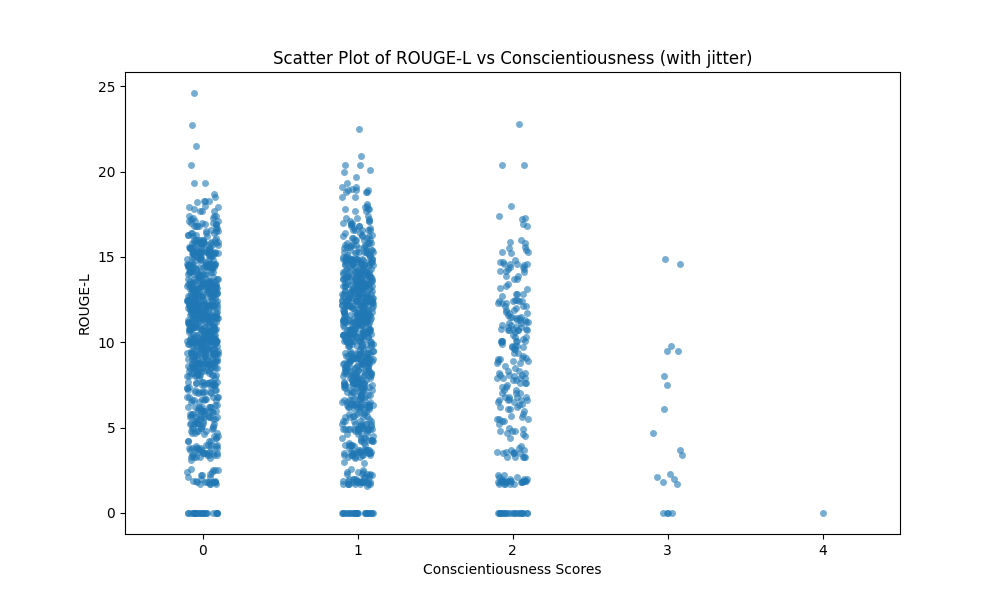 Scatter Plot of ROUGE-L vs Conscientiousness (with jitter)
25
20
15
10
5
0
ROUGE-L
0 1 2 3 4
Conscientiousness Scores